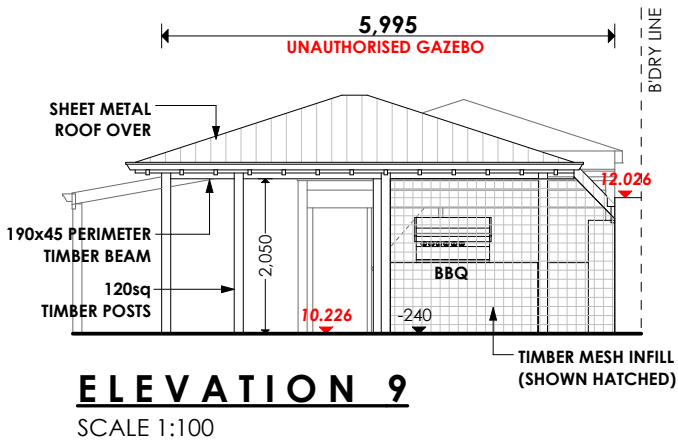 5,995
UNAUTHORISED GAZEBO
B'DRY LINE
SHEET METAL
ROOF OVER
12.026
190x45 PERIMETER
TIMBER BEAM
2,050
BBQ
120sq
TIMBER POSTS
10.226
-240
TIMBER MESH INFILL
(SHOWN HATCHED)
ELEVATION 9
SCALE 1:100